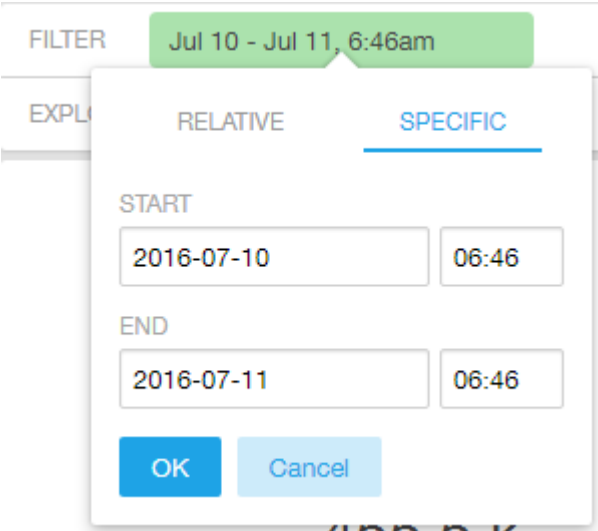 FILTER Jul 10 - Jul 11, 6:46am
EXPL
RELATIVE SPECIFIC
START
2016-07-10 06:46
END
2016-07-11 06:46
OK Cancel